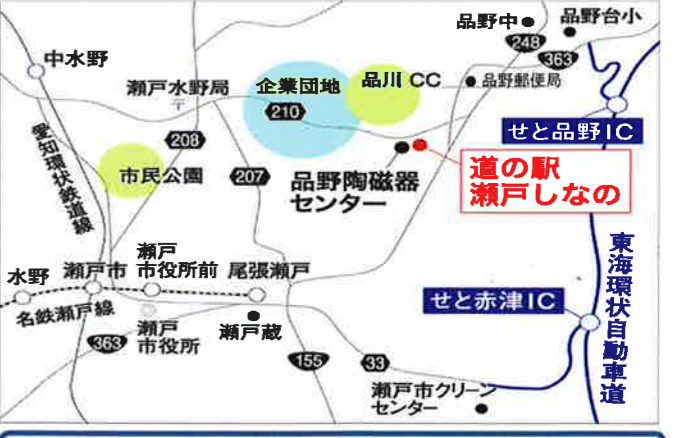 品野中
品野台小
248
363
中水野
瀬戸水野局
企業団地
品川 CC
品野郵便局
210
せと品野IC
208
愛知環状鉄道線
市民公園
207
品野陶磁器
センター
道の駅
瀬戸しなの
東海環状自動車道
水野
瀬戸市
瀬戸
市役所前
尾張瀬戸
せと赤津IC
名鉄瀬戸線
瀬戸
市役所
瀬戸蔵
363
155
33
瀬戸市クリーン
センター